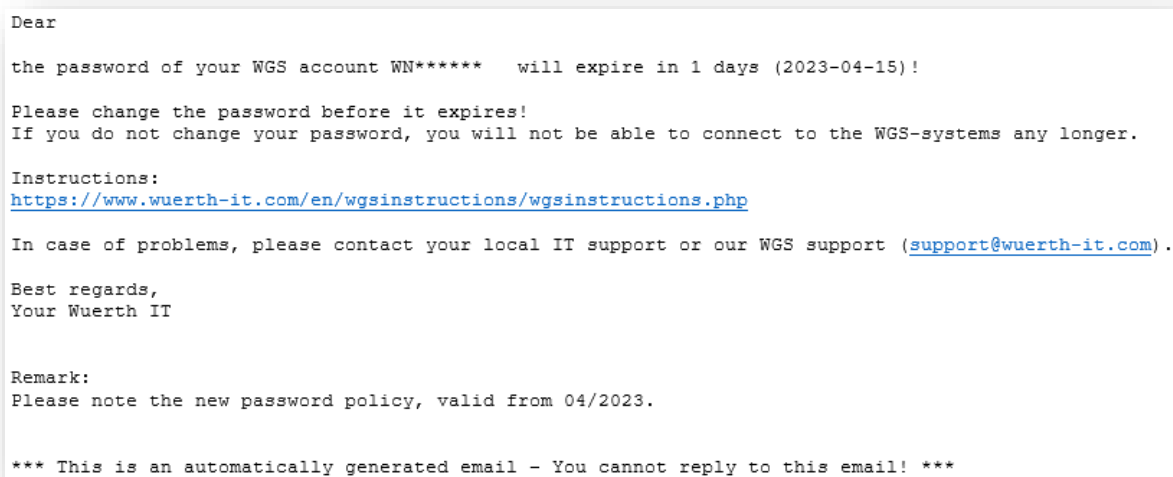 Dear
the password of your WGS account WN****** will expire in 1 days (2023-04-15)!
Please change the password before it expires!
If you do not change your password, you will not be able to connect to the WGS-systems any longer.
Instructions:
https://www.wuerth-it.com/en/wgsinstructions/wgsinstructions.php
In case of problems, please contact your local IT support or our WGS support (support@wuerth-it.com).
Best regards,
Your Wuerth IT
Remark:
Please note the new password policy, valid from 04/2023.
*** This is an automatically generated email - You cannot reply to this email! ***